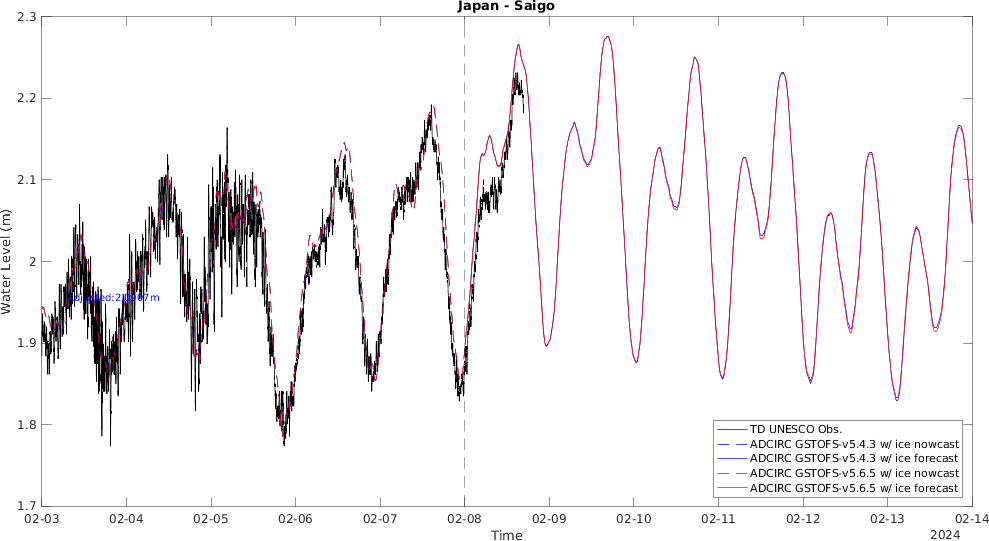 Japan - Saigo
2.3
2.2
2.1
2
1.9
1.8
1.7
Water Level (m)
02-03
02-04
02-05
02-06
02-07
02-08
02-09
02-10
02-11
02-12
02-13
02-14
Time
2024
TD UNESCO Obs.
ADCIRC GSTOFS-v5.4.3 w/ ice nowcast
ADCIRC GSTOFS-v5.4.3 w/ ice forecast
ADCIRC GSTOFS-v5.6.5 w/ ice nowcast
ADCIRC GSTOFS-v5.6.5 w/ ice forecast